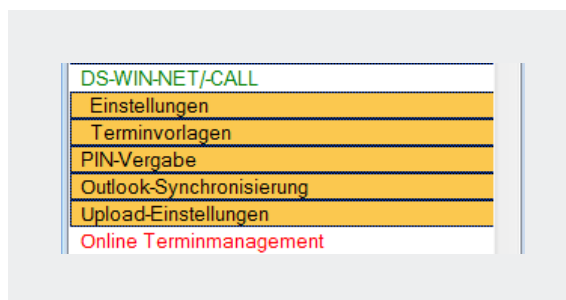 DS-WIN-NET/-CALL
Einstellungen
Terminvorlagen
PIN-Vergabe
Outlook-Synchronisierung
Upload-Einstellungen
Online Terminmanagement